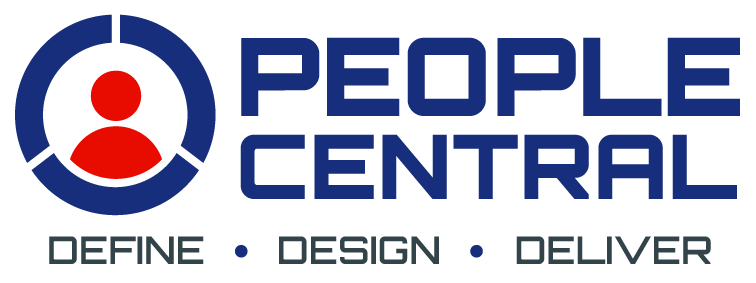 PEOPLE
CENTRAL
DEFINE • DESIGN • DELIVER